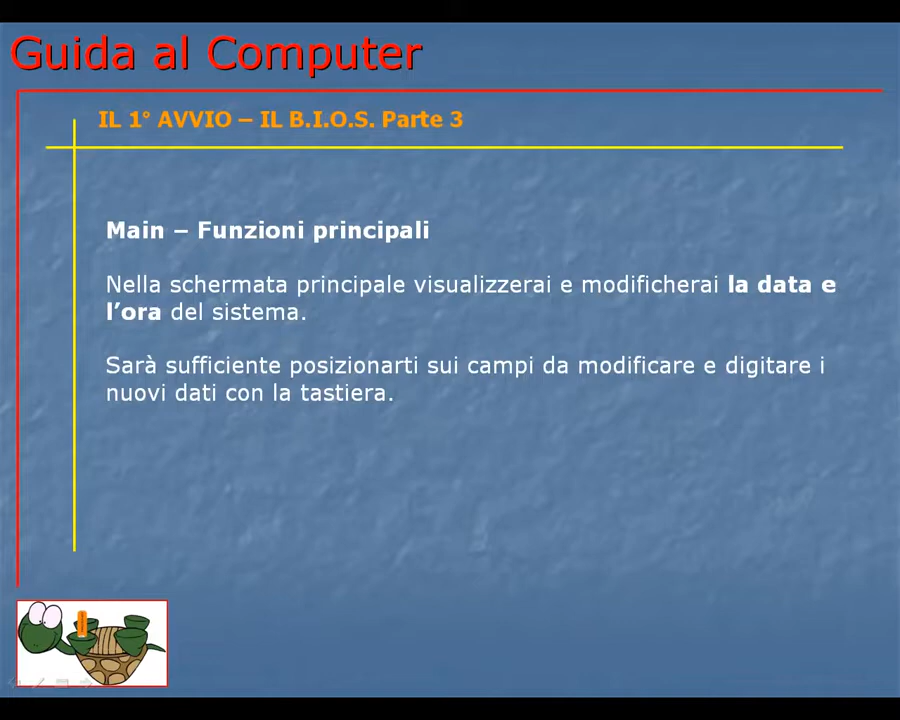 Guida al Computer
IL 1° AVVIO – IL B.I.O.S. Parte 3
Main – Funzioni principali
Nella schermata principale visualizzerai e modificherai la data e
l’ora del sistema.
Sarà sufficiente posizionarti sui campi da modificare e digitare i
nuovi dati con la tastiera.